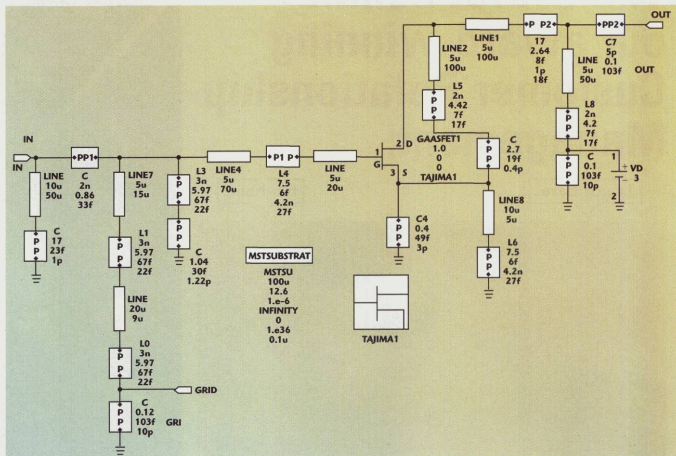 OUT
P P2
PP2
LINE2
5u
100u
LINE1
5u
100u
17
2.64
8f
1p
18f
C7
5p
0.1
103f
OUT
LINE
5u
50u
P
P
L5
2n
4.42
7f
17f
P
P
L8
2n
4.2
7f
17f
IN
IN
PP1
C
2n
0.86
33f
LINE
10u
50u
LINE7
5u
15u
P
P
L3
3n
5.97
67f
22f
LINE4
5u
70u
P1 P
L4
7.5
6f
4.2n
27f
LINE
5u
20u
2
D
1
G
3
S
GAASFET1
1.0
0
0
TAJIMA1
P
P
C
2.7
19f
0.4p
P
P
C
0.1
103f
10p
1
+
-
VD
3
2
P
P
C
17
23f
1p
P
P
L1
3n
5.97
67f
22f
P
P
C
1.04
30f
1.22p
MSTSUBSTRAT
MSTSU
100u
12.6
1.e-6
INFINITY
0
1.e36
0.1u
P
P
C4
0.4
49f
3p
LINE8
10u
5u
P
P
L6
7.5
6f
4.2n
27f
TAJIMA1
LINE
20u
9u
P
P
L0
3n
5.97
67f
22f
GRID
P
P
C
0.12
103f
10p
GRI